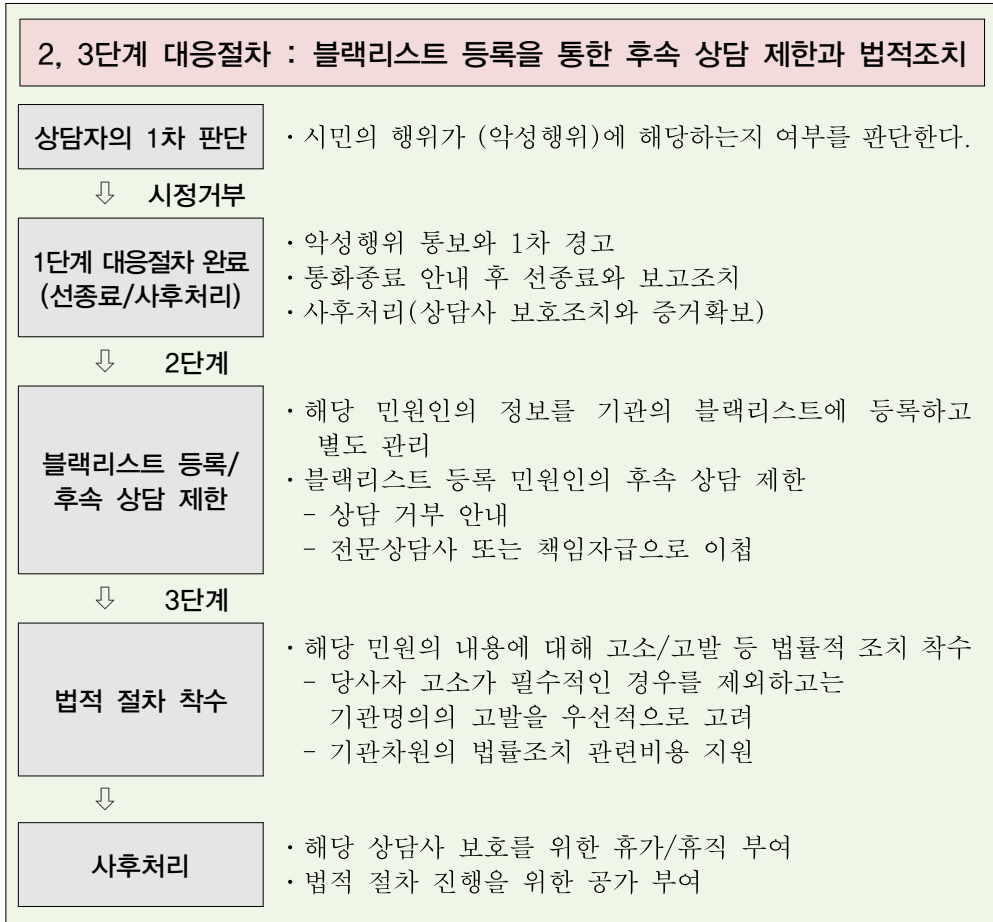 2, 3단계 대응절차 : 블랙리스트 등록을 통한 후속 상담 제한과 법적조치
상담자의 1차 판단
· 시민의 행위가 (악성행위)에 해당하는지 여부를 판단한다.
⇩ 시정거부
1단계 대응절차 완료
(선종료/사후처리)
· 악성행위 통보와 1차 경고
· 통화종료 안내 후 선종료와 보고조치
· 사후처리(상담사 보호조치와 증거확보)
⇩ 2단계
블랙리스트 등록/
후속 상담 제한
· 해당 민원인의 정보를 기관의 블랙리스트에 등록하고
별도 관리
· 블랙리스트 등록 민원인의 후속 상담 제한
- 상담 거부 안내
- 전문상담사 또는 책임자급으로 이첩
⇩ 3단계
법적 절차 착수
· 해당 민원의 내용에 대해 고소/고발 등 법률적 조치 착수
- 당사자 고소가 필수적인 경우를 제외하고는
기관명의의 고발을 우선적으로 고려
- 기관차원의 법률조치 관련비용 지원
⇩
사후처리
· 해당 상담사 보호를 위한 휴가/휴직 부여
· 법적 절차 진행을 위한 공가 부여